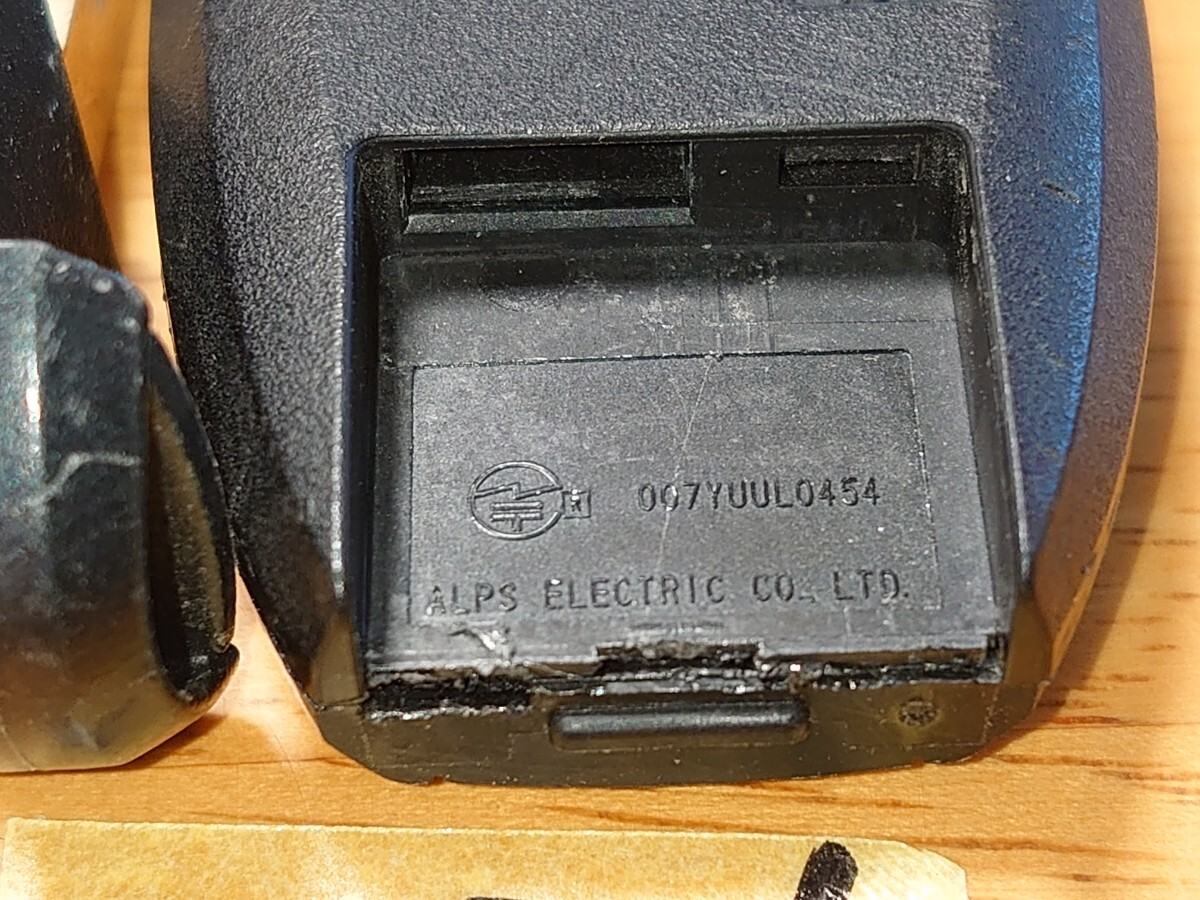 R 007YUUL0454
ALPS ELECTRIC CO., LTD.